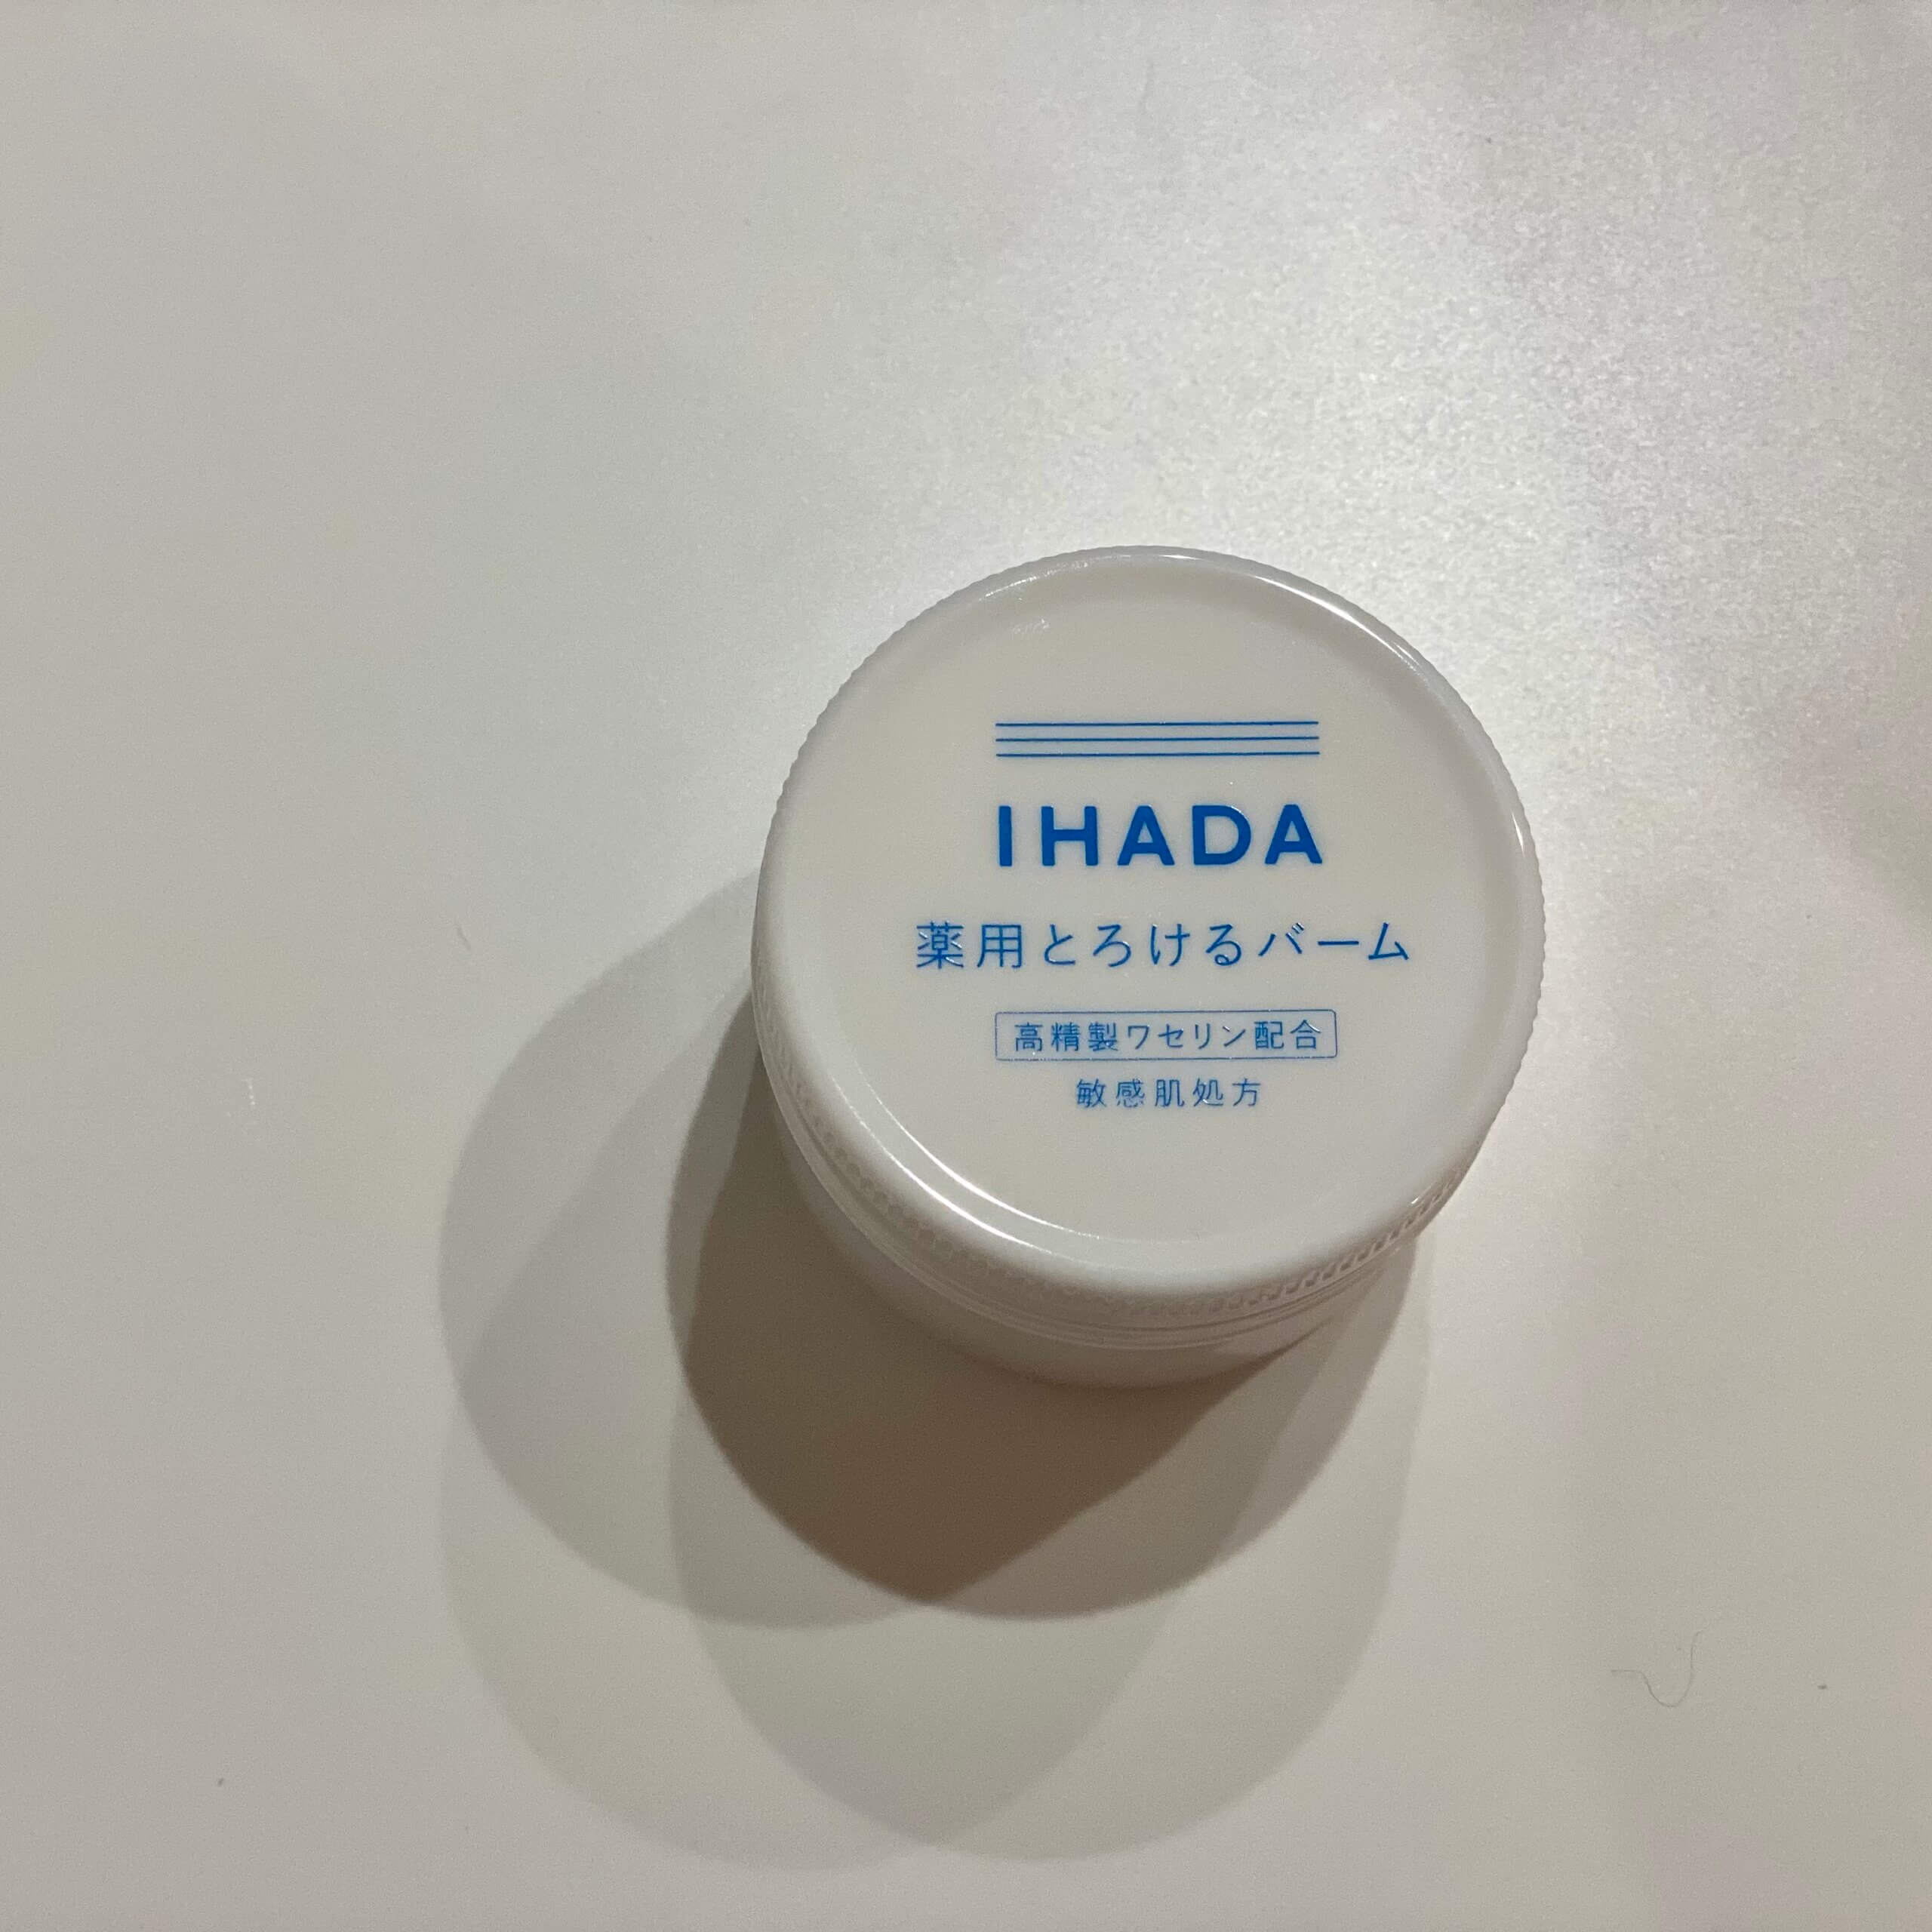 IHADA
薬用とろけるバーム
高精製ワセリン配合
敏感肌処方